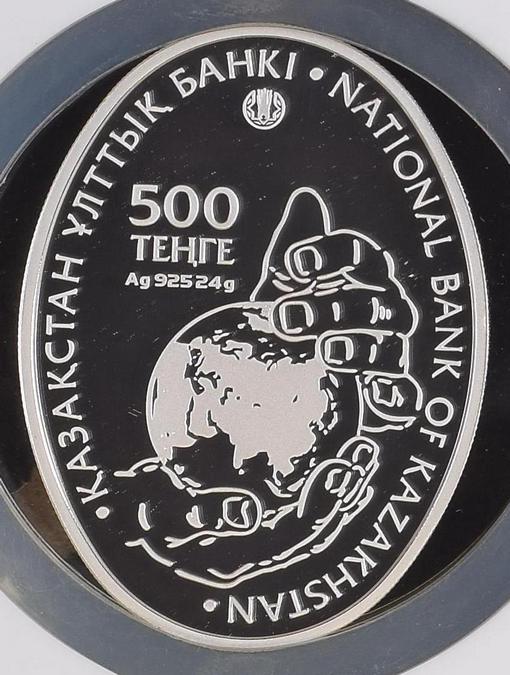 ҚАЗАҚСТАН ҰЛТТЫҚ БАНКІ • NATIONAL BANK OF KAZAKHSTAN •
500
ТЕҢГЕ
Ag 925 24g